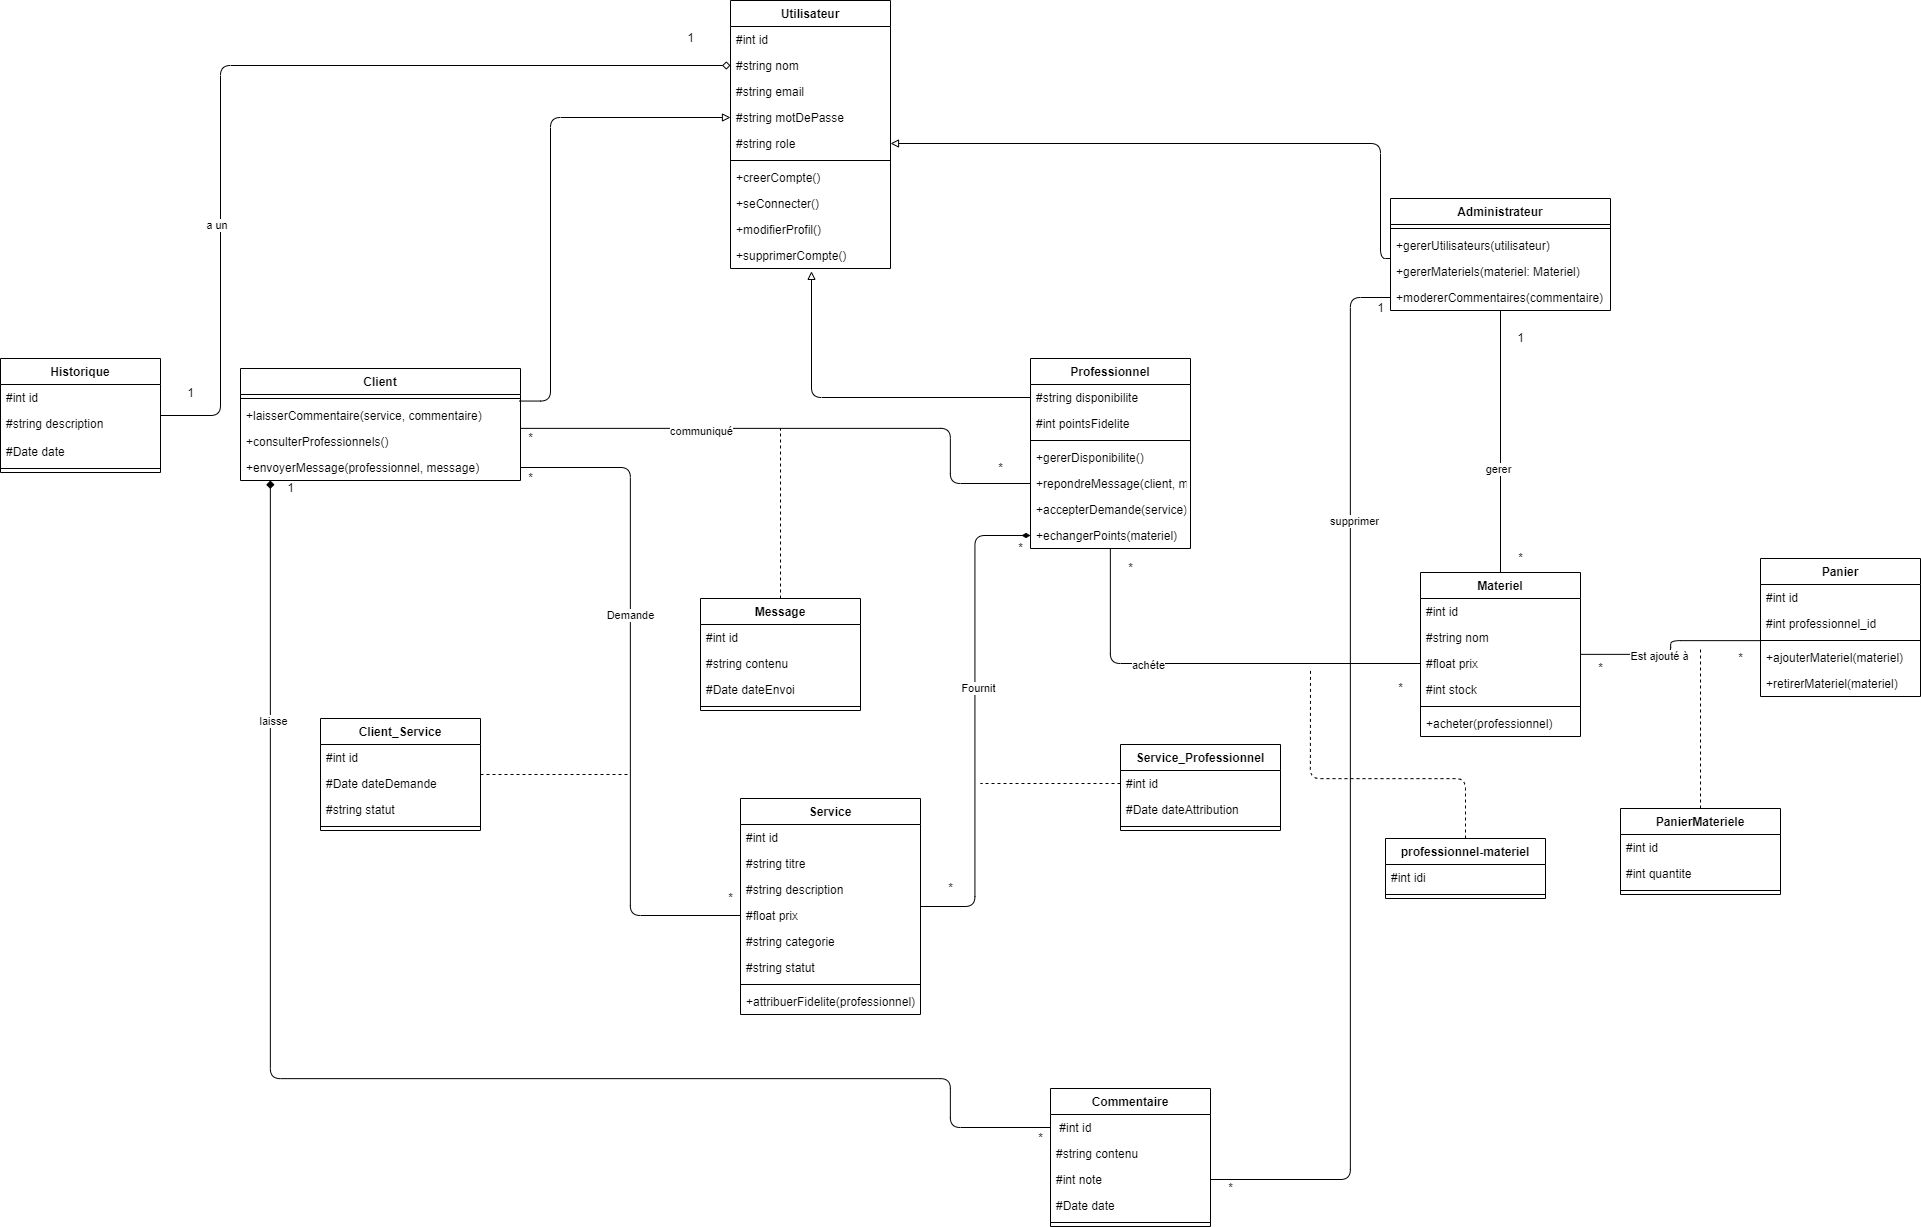 Utilisateur
#int id
#string nom
#string email
#string motDePasse
#string role
+creerCompte()
+seConnecter()
+modifierProfil()
+supprimerCompte()
1
a un
1
Historique
#int id
#string description
#Date date
Administrateur
+gererUtilisateurs(utilisateur)
+gererMateriels(materiel: Materiel)
+modererCommentaires(commentaire)
1
1
gerer
*
supprimer
*
Client
+laisserCommentaire(service, commentaire)
+consulterProfessionnels()
+envoyerMessage(professionnel, message)
*
communiqué
*
*
Demande
*
1
laisse
*
Professionnel
#string disponibilite
#int pointsFidelite
+gererDisponibilite()
+repondreMessage(client, m
+accepterDemande(service)
+echangerPoints(materiel)
*
Fournit
*
*
achéte
*
Message
#int id
#string contenu
#Date dateEnvoi
Materiel
#int id
#string nom
#float prix
#int stock
+acheter(professionnel)
*
Est ajouté à
*
Panier
#int id
#int professionnel_id
+ajouterMateriel(materiel)
+retirerMateriel(materiel)
Client_Service
#int id
#Date dateDemande
#string statut
Service
#int id
#string titre
#string description
#float prix
#string categorie
#string statut
+attribuerFidelite(professionnel)
Service_Professionnel
#int id
#Date dateAttribution
professionnel-materiel
#int idi
PanierMateriele
#int id
#int quantite
Commentaire
#int id
#string contenu
#int note
#Date date